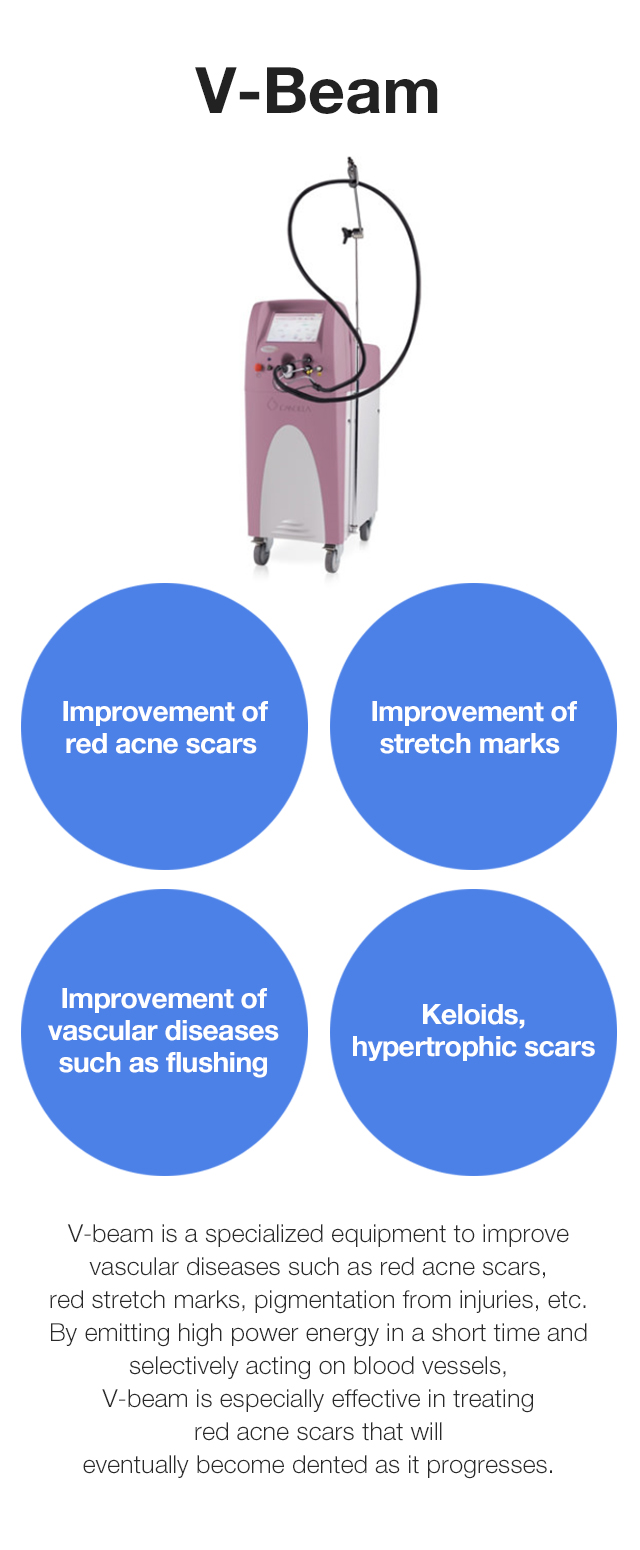 V-Beam
CANDELA
Improvement of
red acne scars
Improvement of
stretch marks
Improvement of
vascular diseases
such as flushing
Keloids,
hypertrophic scars
V-beam is a specialized equipment to improve
vascular diseases such as red acne scars,
red stretch marks, pigmentation from injuries, etc.
By emitting high power energy in a short time and
selectively acting on blood vessels,
V-beam is especially effective in treating
red acne scars that will
eventually become dented as it progresses.